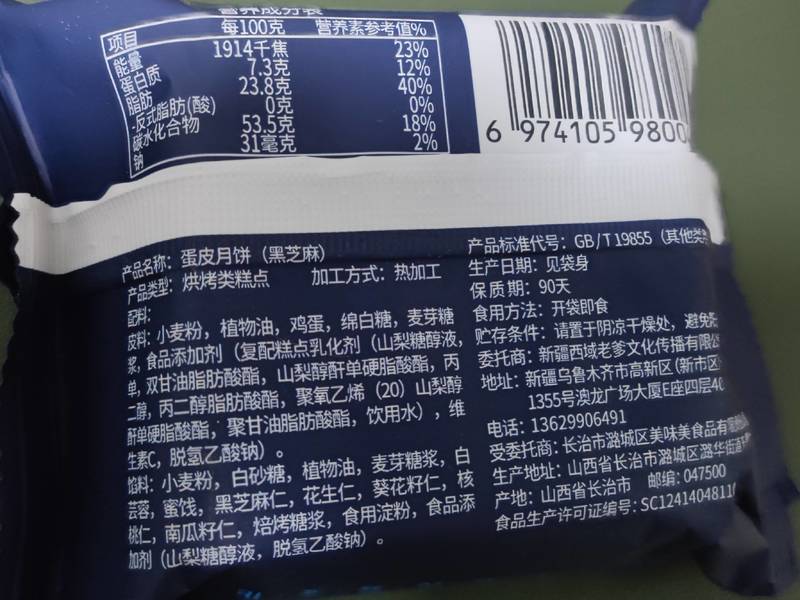 营养成分表
项目 每100克 营养素参考值%
能量 1914千焦 23%
蛋白质 7.3克 12%
脂肪 23.8克 40%
-反式脂肪(酸) 0克 0%
碳水化合物 53.5克 18%
钠 31毫克 2%
6 974105 9800
产品名称：蛋皮月饼（黑芝麻）
产品类型：烘烤类糕点 加工方式：热加工
配料：
皮料：小麦粉，植物油，鸡蛋，绵白糖，麦芽糖
浆，食品添加剂（复配糕点乳化剂（山梨糖醇液，
单，双甘油脂肪酸酯，山梨醇酐单硬脂酸酯，丙
二醇，丙二醇脂肪酸酯，聚氧乙烯（20）山梨醇
酐单硬脂酸酯，聚甘油脂肪酸酯，饮用水），维
生素C，脱氢乙酸钠）。
馅料：小麦粉，白砂糖，植物油，麦芽糖浆，白
芸蓉，蜜饯，黑芝麻仁，花生仁，葵花籽仁，核
桃仁，南瓜籽仁，焙烤糖浆，食用淀粉，食品添
加剂（山梨糖醇液，脱氢乙酸钠）。
产品标准代号：GB/T 19855（其他类
生产日期：见袋身
保质期：90天
食用方法：开袋即食
贮存条件：请置于阴凉干燥处，避免
委托商：新疆西域老爹文化传播有限
地址：新疆乌鲁木齐市高新区（新市区
1355号澳龙广场大厦E座四层40
电话：13629906491
受委托商：长治市潞城区美味美食品有
生产地址：山西省长治市潞城区潞华街道
产地：山西省长治市 邮编：047500
食品生产许可证编号：SC1241404811